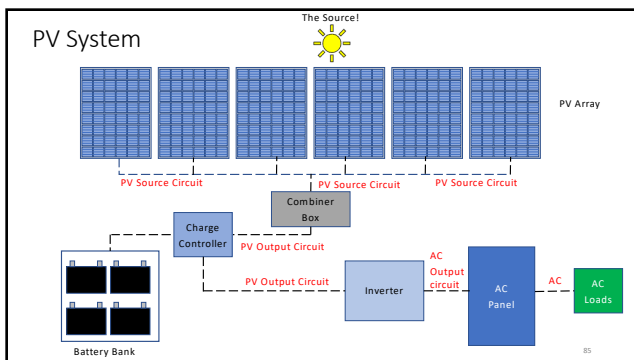 The Source!
PV System
PV Array
PV Source Circuit
PV Source Circuit
PV Source Circuit
Combiner
Box
Charge
Controller
PV Output Circuit
AC
Output
circuit
PV Output Circuit
Inverter
AC
Panel
AC
AC
Loads
Battery Bank
85